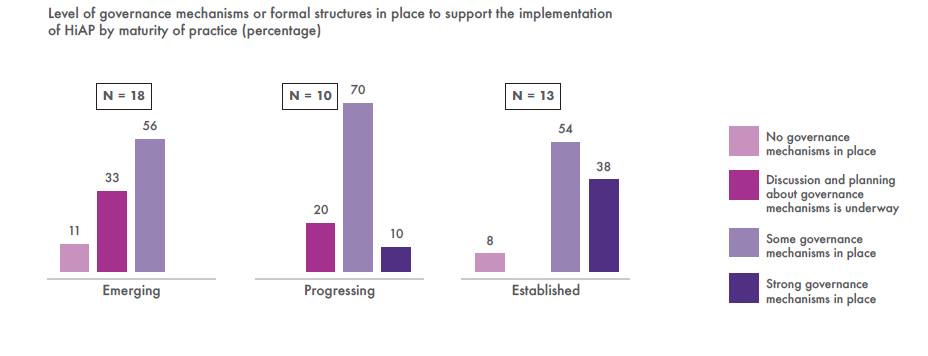 Level of governance mechanisms or formal structures in place to support the implementation
of HiAP by maturity of practice (percentage)
N = 18
N = 10
N = 13
11
33
56
20
70
10
8
54
38
Emerging
Progressing
Established
No governance
mechanisms in place
Discussion and planning
about governance
mechanisms is underway
Some governance
mechanisms in place
Strong governance
mechanisms in place